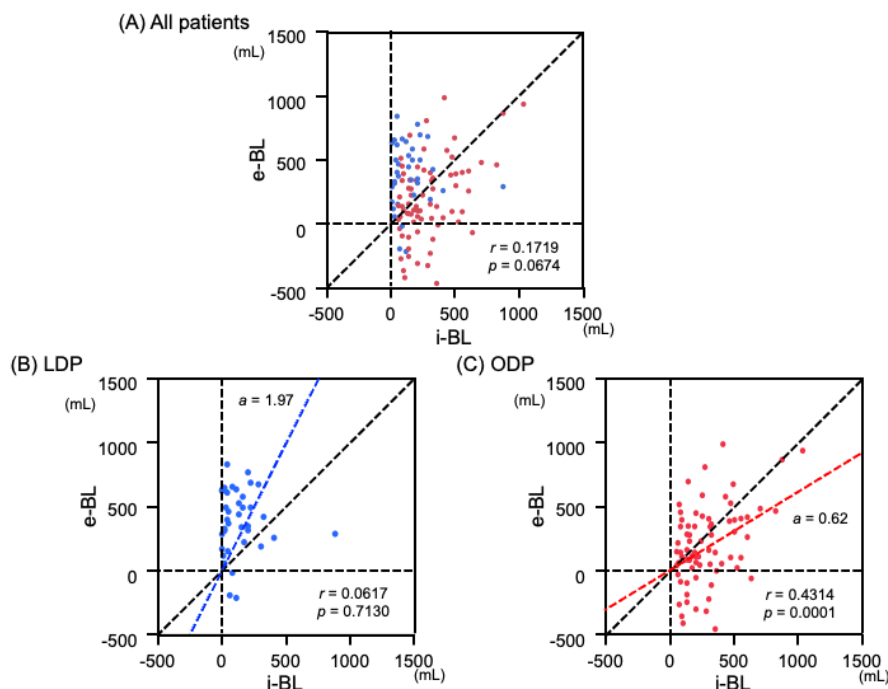 (A) All patients
(mL)
1500
1000
500
0
-500
e-BL
r = 0.1719
p = 0.0674
-500 0 500 1000 1500
i-BL
(mL)
(B) LDP
(mL)
1500
1000
500
0
-500
e-BL
a = 1.97
r = 0.0617
p = 0.7130
-500 0 500 1000 1500
i-BL
(mL)
(C) ODP
(mL)
1500
1000
500
0
-500
e-BL
a = 0.62
r = 0.4314
p = 0.0001
-500 0 500 1000 1500
i-BL
(mL)